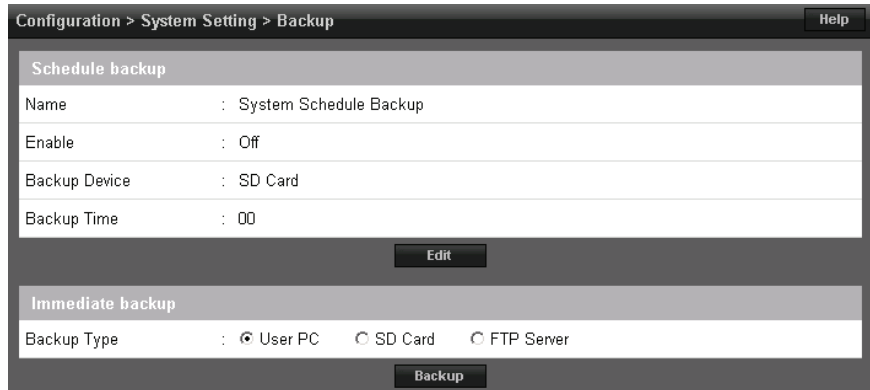 Configuration > System Setting > Backup Help
Schedule backup
Name : System Schedule Backup
Enable : Off
Backup Device : SD Card
Backup Time : 00
Edit
Immediate backup
Backup Type : User PC SD Card FTP Server
Backup